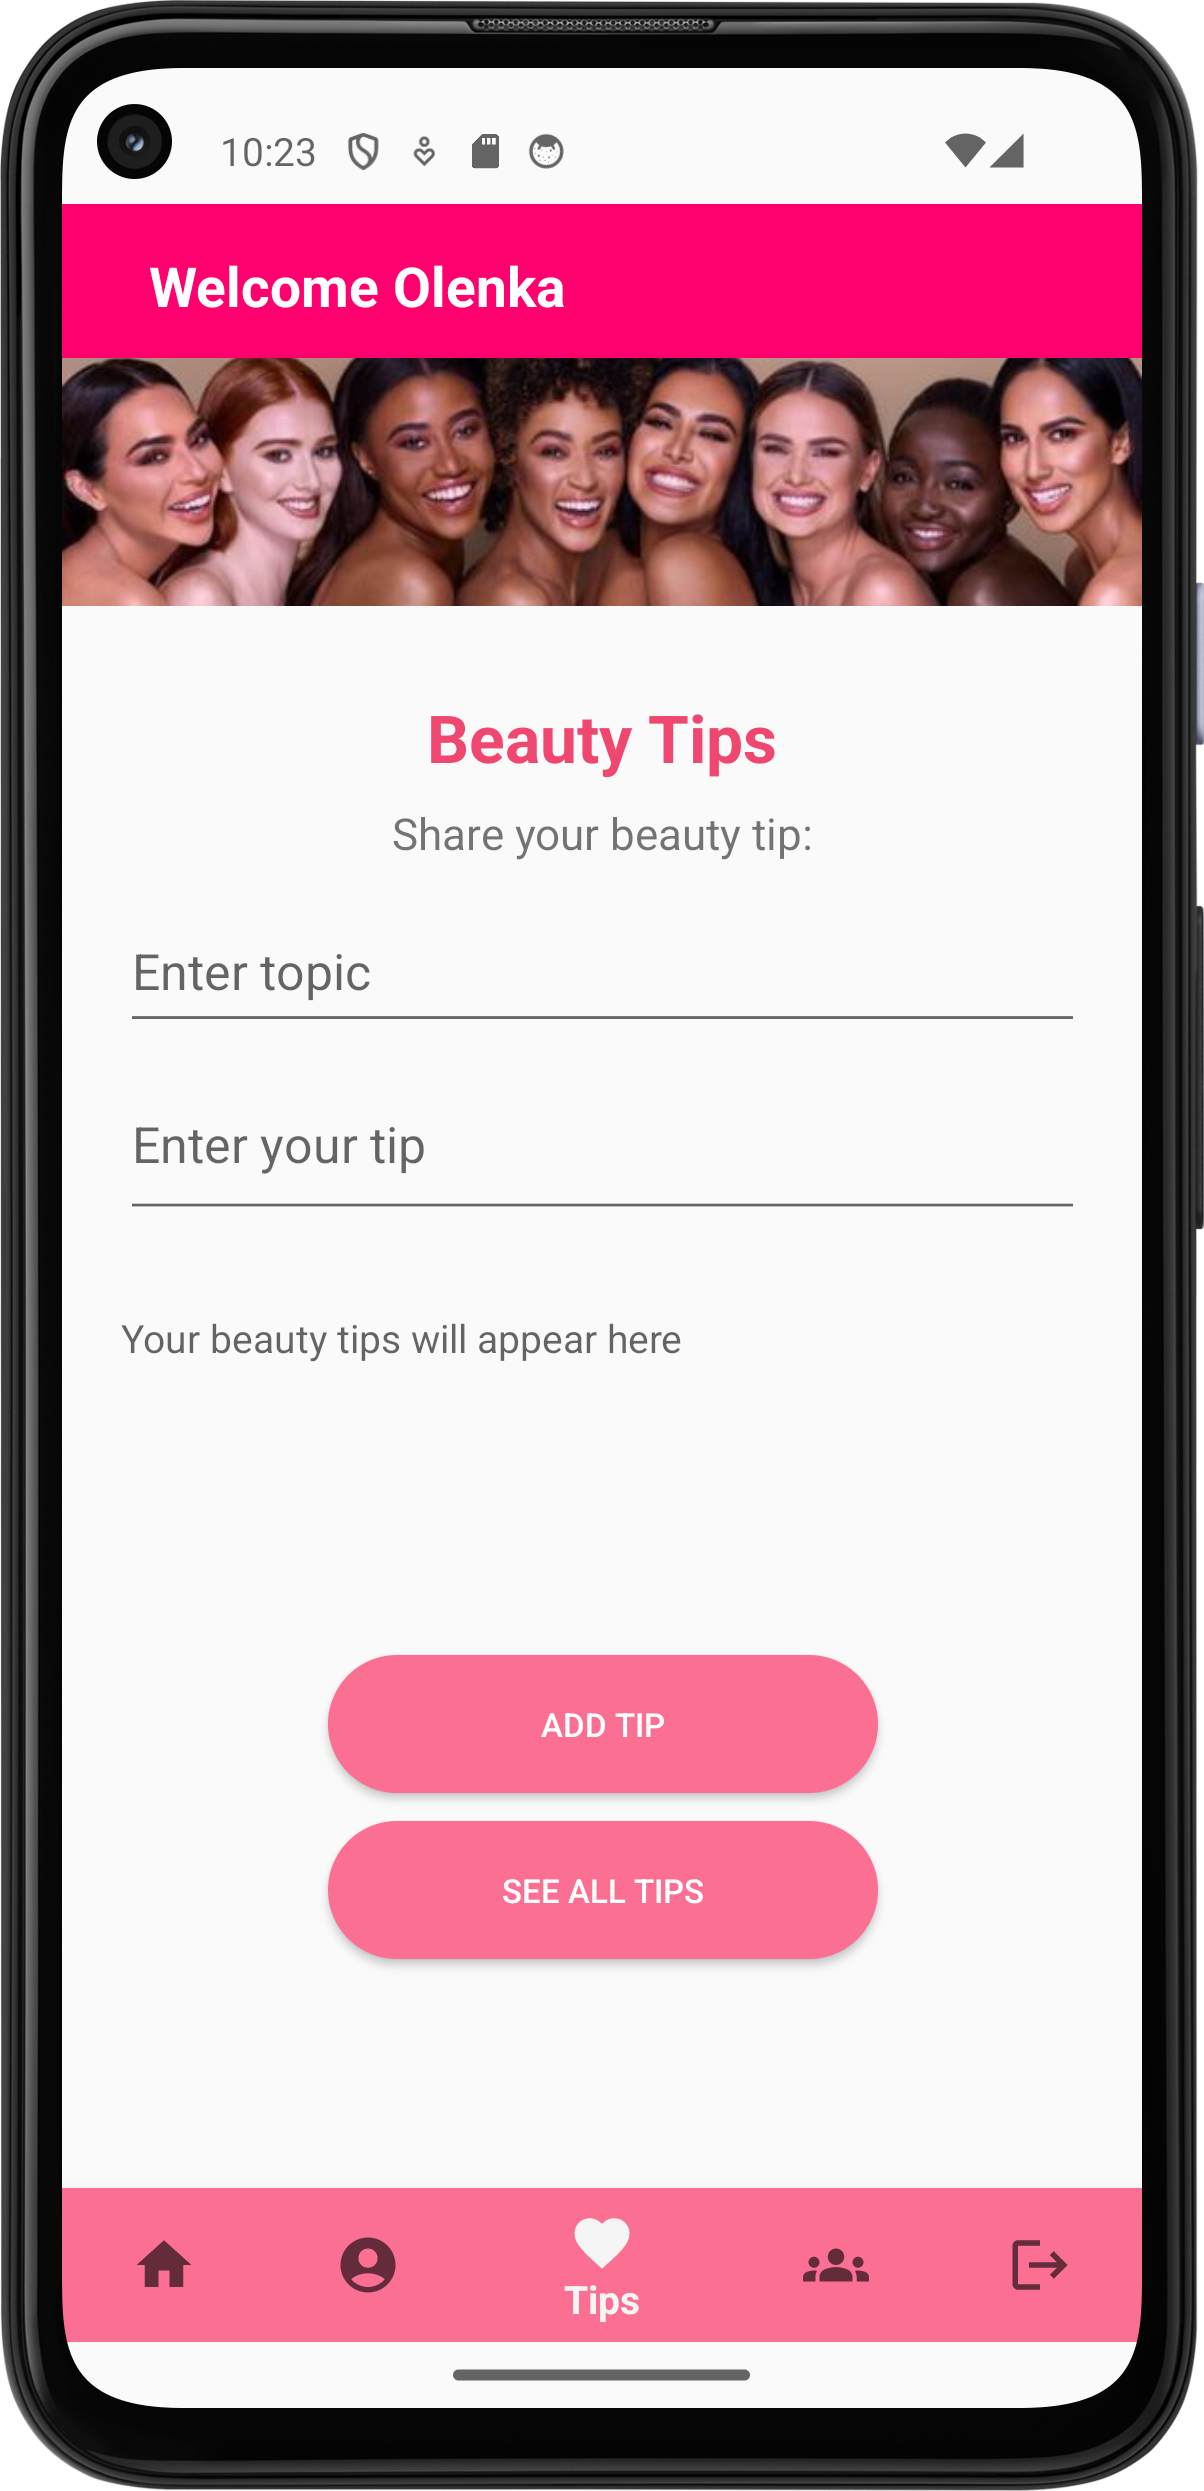 10:23
Welcome Olenka
Beauty Tips
Share your beauty tip:
Enter topic
Enter your tip
Your beauty tips will appear here
ADD TIP
SEE ALL TIPS
Tips